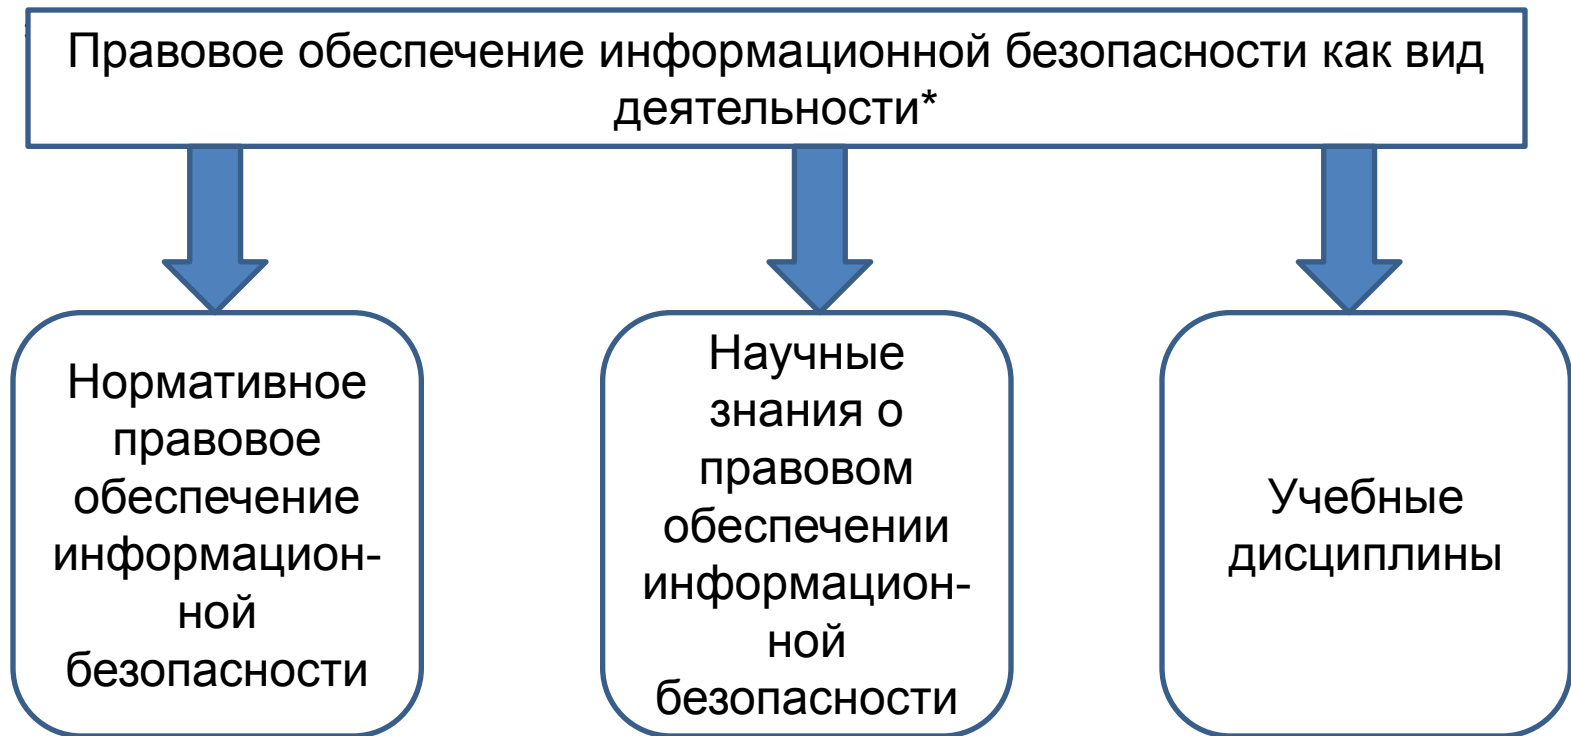 Правовое обеспечение информационной безопасности как вид
деятельности*
Нормативное
правовое
обеспечение
информацион-
ной
безопасности
Научные
знания о
правовом
обеспечении
информацион-
ной
безопасности
Учебные
дисциплины